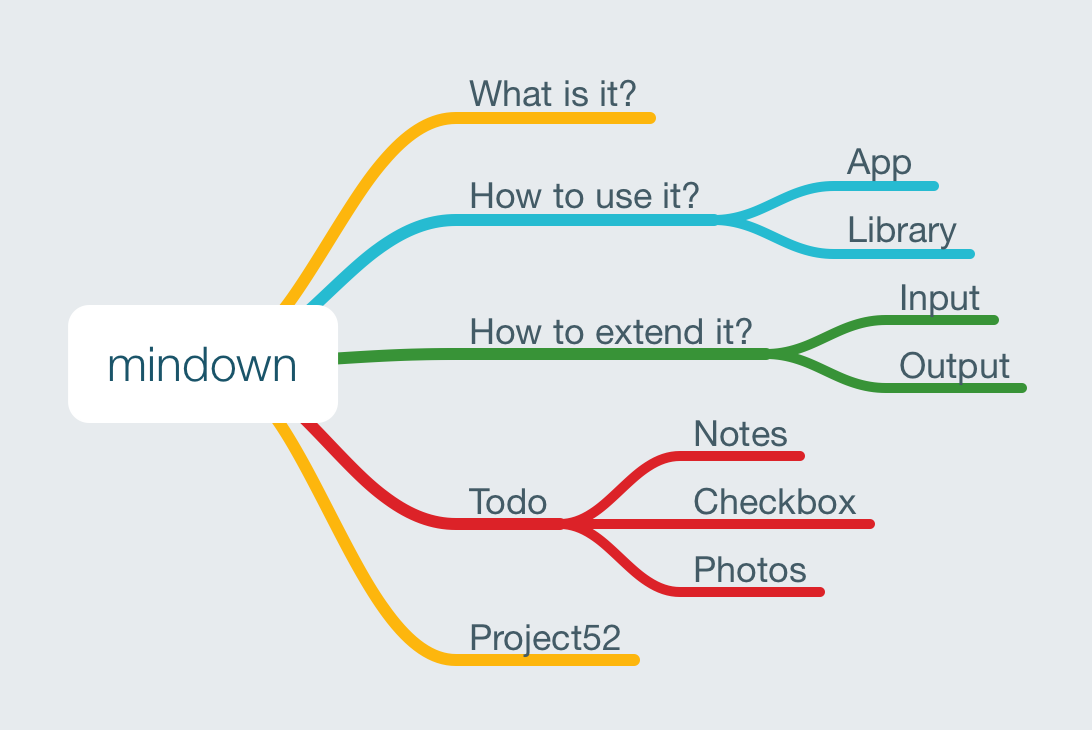 mindown
What is it?
How to use it?
App
Library
How to extend it?
Input
Output
Todo
Notes
Checkbox
Photos
Project52